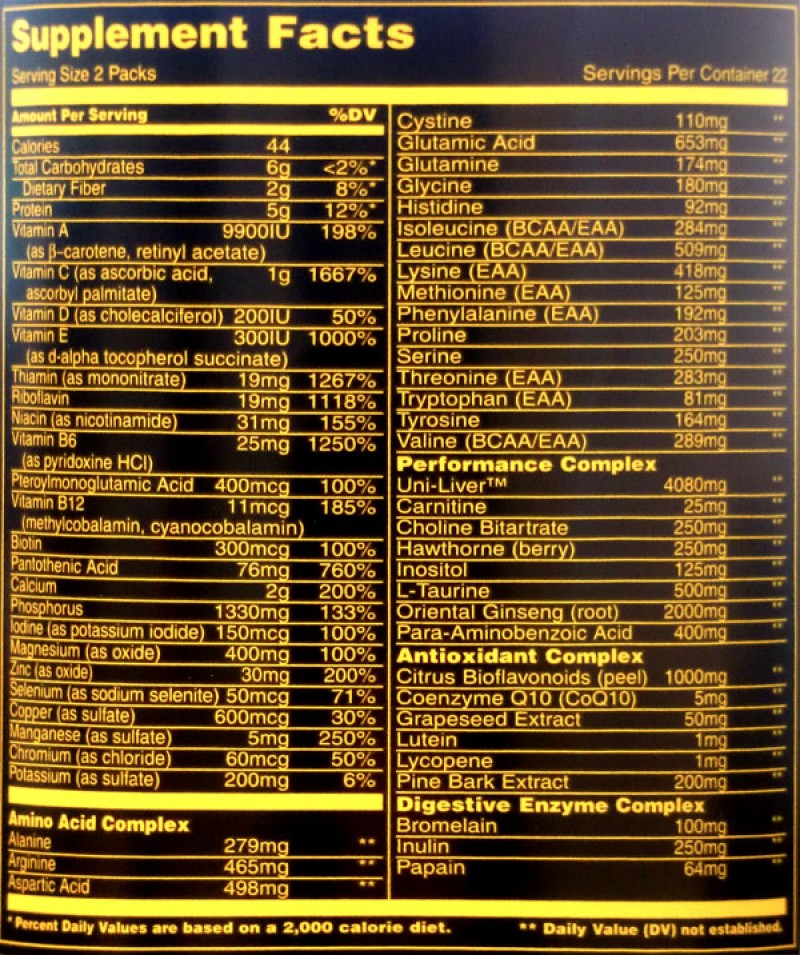 Supplement Facts
Serving Size 2 Packs Servings Per Container 22
Amount Per Serving %DV
Calories 44
Total Carbohydrates 6g <2%*
Dietary Fiber 2g 8%*
Protein 5g 12%*
Vitamin A 9900IU 198%
(as β-carotene, retinyl acetate)
Vitamin C (as ascorbic acid, 1g 1667%
ascorbyl palmitate)
Vitamin D (as cholecalciferol) 200IU 50%
Vitamin E 300IU 1000%
(as d-alpha tocopherol succinate)
Thiamin (as mononitrate) 19mg 1267%
Riboflavin 19mg 1118%
Niacin (as nicotinamide) 31mg 155%
Vitamin B6 25mg 1250%
(as pyridoxine HCl)
Pteroylmonoglutamic Acid 400mcg 100%
Vitamin B12 11mcg 185%
(methylcobalamin, cyanocobalamin)
Biotin 300mcg 100%
Pantothenic Acid 76mg 760%
Calcium 2g 200%
Phosphorus 1330mg 133%
Iodine (as potassium iodide) 150mcg 100%
Magnesium (as oxide) 400mg 100%
Zinc (as oxide) 30mg 200%
Selenium (as sodium selenite) 50mcg 71%
Copper (as sulfate) 600mcg 30%
Manganese (as sulfate) 5mg 250%
Chromium (as chloride) 60mcg 50%
Potassium (as sulfate) 200mg 6%
Amino Acid Complex
Alanine 279mg **
Arginine 465mg **
Aspartic Acid 498mg **
Cystine 110mg **
Glutamic Acid 653mg **
Glutamine 174mg **
Glycine 180mg **
Histidine 92mg **
Isoleucine (BCAA/EAA) 284mg **
Leucine (BCAA/EAA) 509mg **
Lysine (EAA) 418mg **
Methionine (EAA) 125mg **
Phenylalanine (EAA) 192mg **
Proline 203mg **
Serine 250mg **
Threonine (EAA) 283mg **
Tryptophan (EAA) 81mg **
Tyrosine 164mg **
Valine (BCAA/EAA) 289mg **
Performance Complex
Uni-Liver™ 4080mg **
Carnitine 25mg **
Choline Bitartrate 250mg **
Hawthorne (berry) 250mg **
Inositol 125mg **
L-Taurine 500mg **
Oriental Ginseng (root) 2000mg **
Para-Aminobenzoic Acid 400mg **
Antioxidant Complex
Citrus Bioflavonoids (peel) 1000mg **
Coenzyme Q10 (CoQ10) 5mg **
Grapeseed Extract 50mg **
Lutein 1mg **
Lycopene 1mg **
Pine Bark Extract 200mg **
Digestive Enzyme Complex
Bromelain 100mg **
Inulin 250mg **
Papain 64mg **
* Percent Daily Values are based on a 2,000 calorie diet. ** Daily Value (DV) not established.